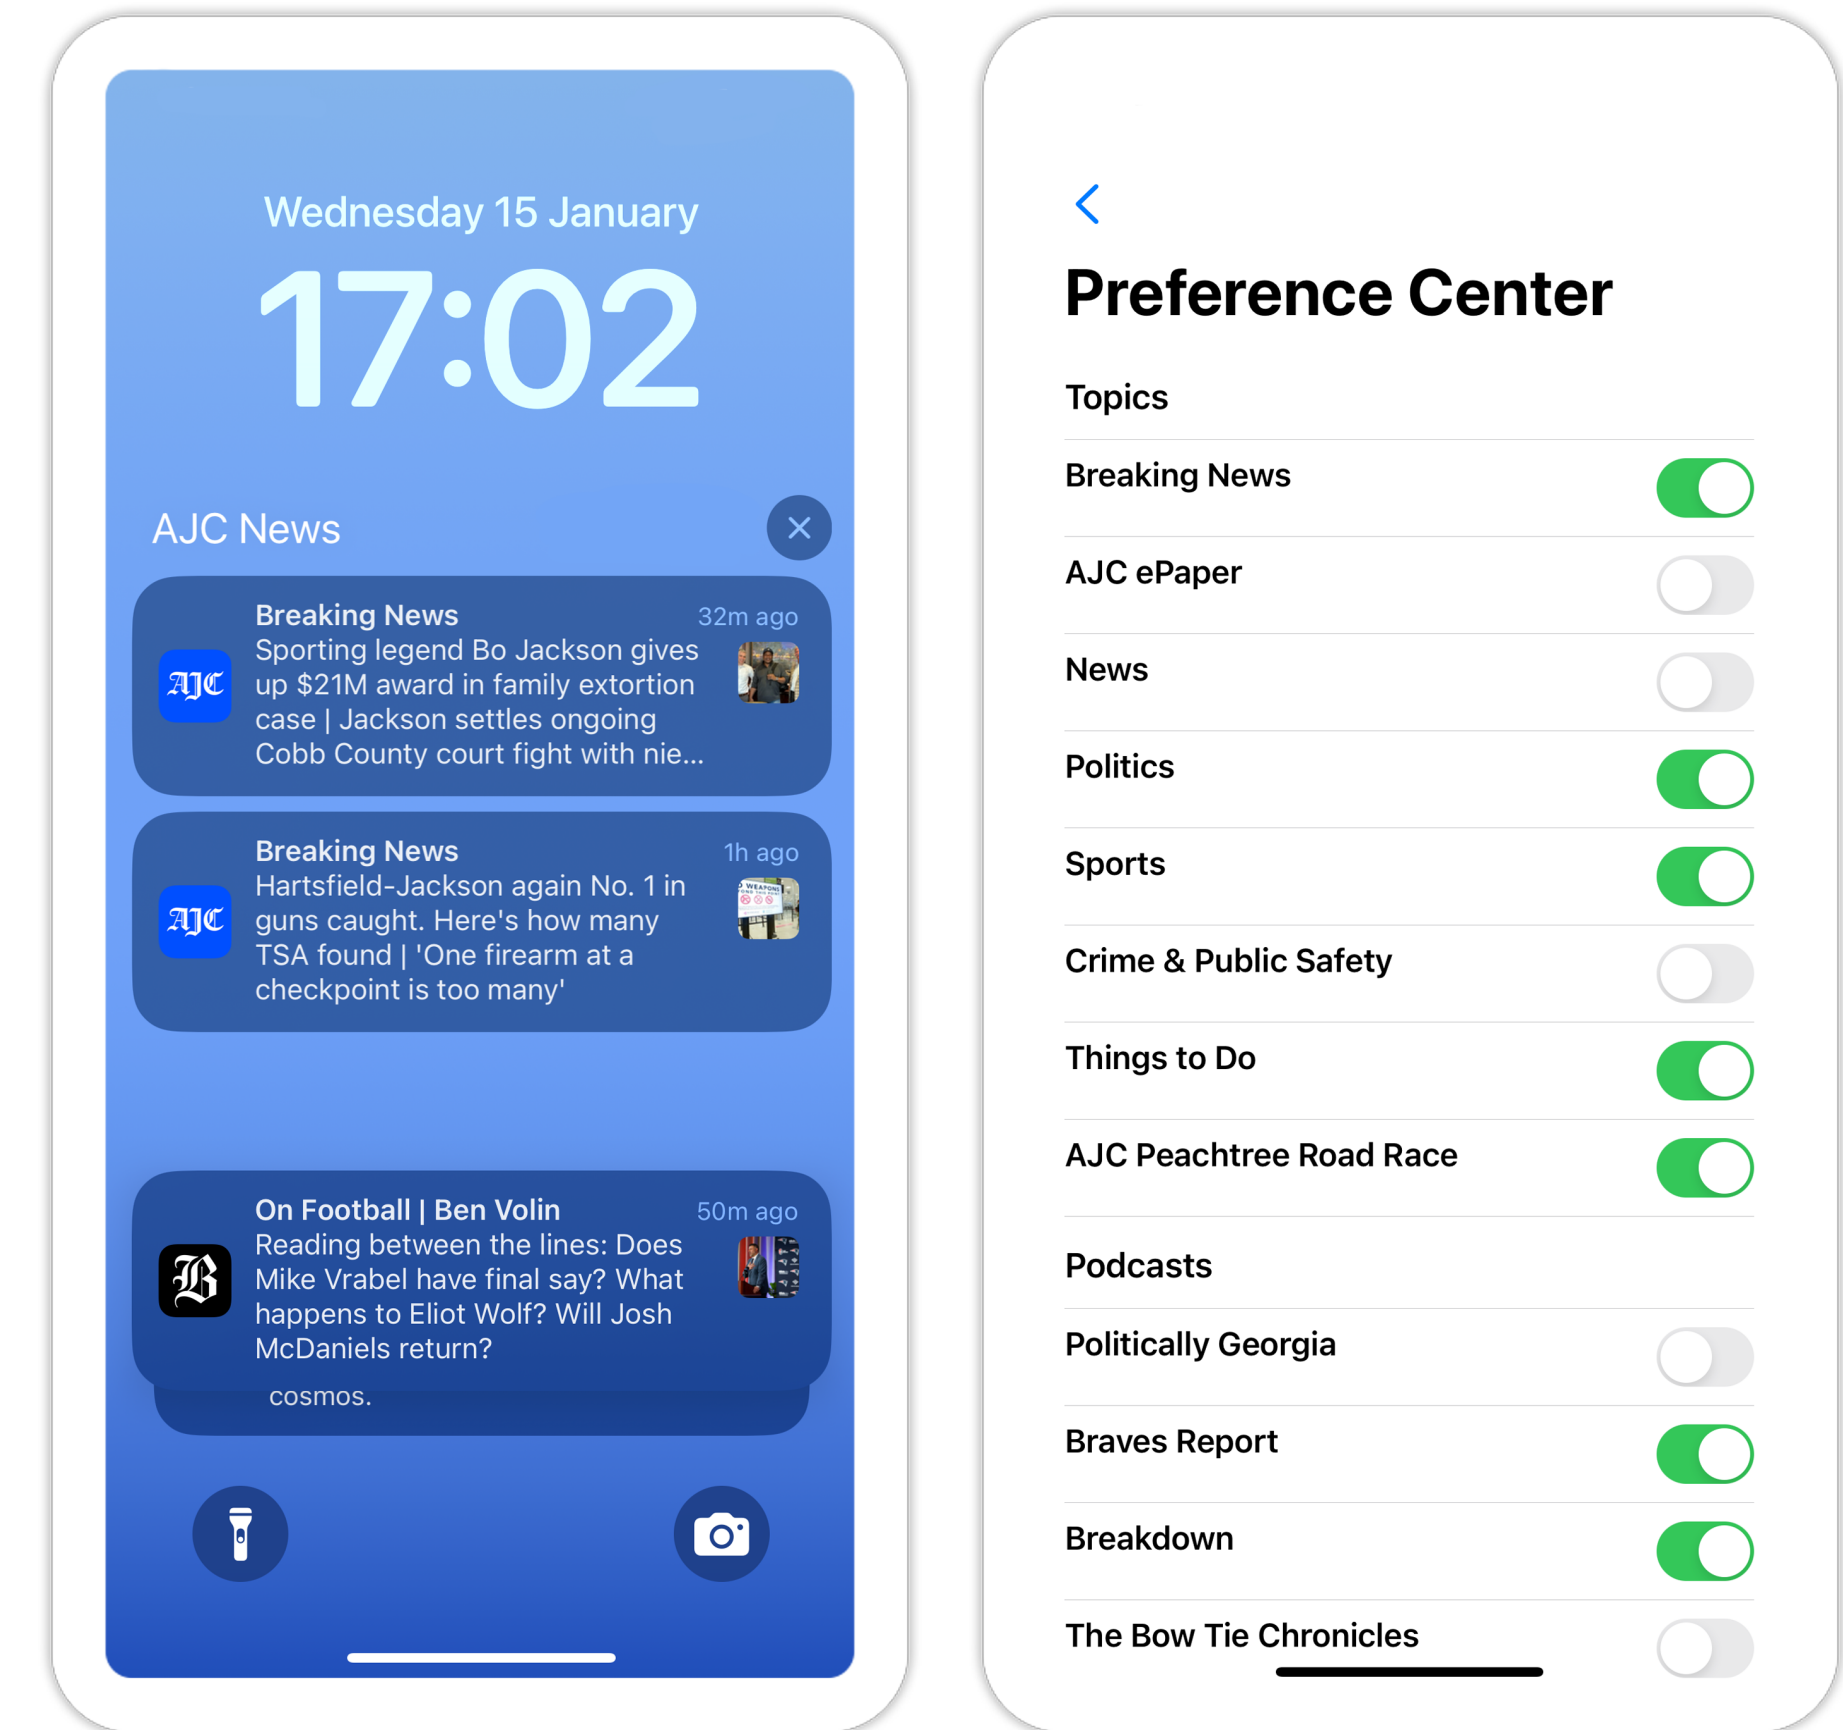 Wednesday 15 January
17:02
AJC News
Breaking News
32m ago
Sporting legend Bo Jackson gives
up $21M award in family extortion
case | Jackson settles ongoing
Cobb County court fight with nie...
AJC
Breaking News
1h ago
Hartsfield-Jackson again No. 1 in
guns caught. Here's how many
TSA found | 'One firearm at a
checkpoint is too many'
AJC
WEAPONS
On Football | Ben Volin
50m ago
Reading between the lines: Does
Mike Vrabel have final say? What
happens to Eliot Wolf? Will Josh
McDaniels return?
B
cosmos.
Preference Center
Topics
Breaking News
AJC ePaper
News
Politics
Sports
Crime & Public Safety
Things to Do
AJC Peachtree Road Race
Podcasts
Politically Georgia
Braves Report
Breakdown
The Bow Tie Chronicles